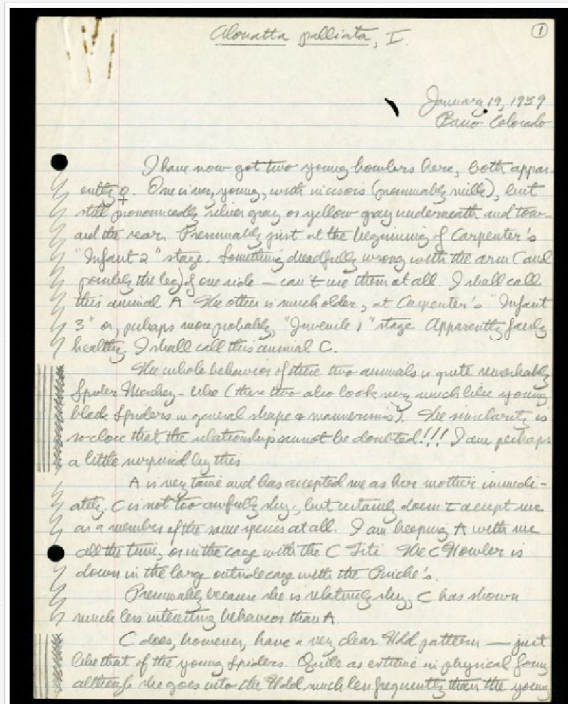 Alouatta palliata, I.
①
January 19, 1959
Barro Colorado
I have now got two young howlers here, both appar-
ently ♀. One is very young, with incisors (presumably milk), but
still pronouncedly silver gray or yellow gray underneath and tow-
ard the rear. Presumably just at the beginning of Carpenter's
"Infant 2" stage. Something dreadfully wrong with the arm (and
possibly the leg) of one side — can't use them at all. I shall call
this animal A. The other is much older, at Carpenter's "Infant
3" or, perhaps more probably, "Juvenile 1" stage. Apparently fairly
healthy. I shall call this animal C.
The whole behavior of these two animals is quite remarkably
Spider Monkey-like (these two also look very much like young
black Spiders in general shape & mannerisms). The similarity is
so close that the relationship cannot be doubted!!! I am perhaps
a little surprised by this
A is very tame and has accepted me as her mother immedi-
ately. C is not too awfully shy, but certainly doesn't accept me
as a member of the same species at all. I am keeping A with me
all the time, or in the cage with the C Titi. The C Howler is
down in the large outside cage with the Pinche's.
Presumably because she is relatively shy, C has shown
much less interesting behavior than A.
C does, however, have a very clear Hold pattern — just
like that of the young Spiders. Quite as extreme in physical form,
although she goes into the Hold much less frequently than the young